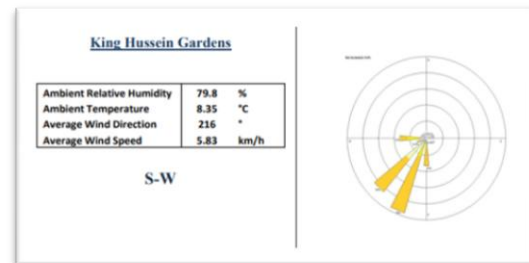 King Hussein Gardens
Ambient Relative Humidity 79.8 %
Ambient Temperature 8.35 °C
Average Wind Direction 216 °
Average Wind Speed 5.83 km/h
S-W